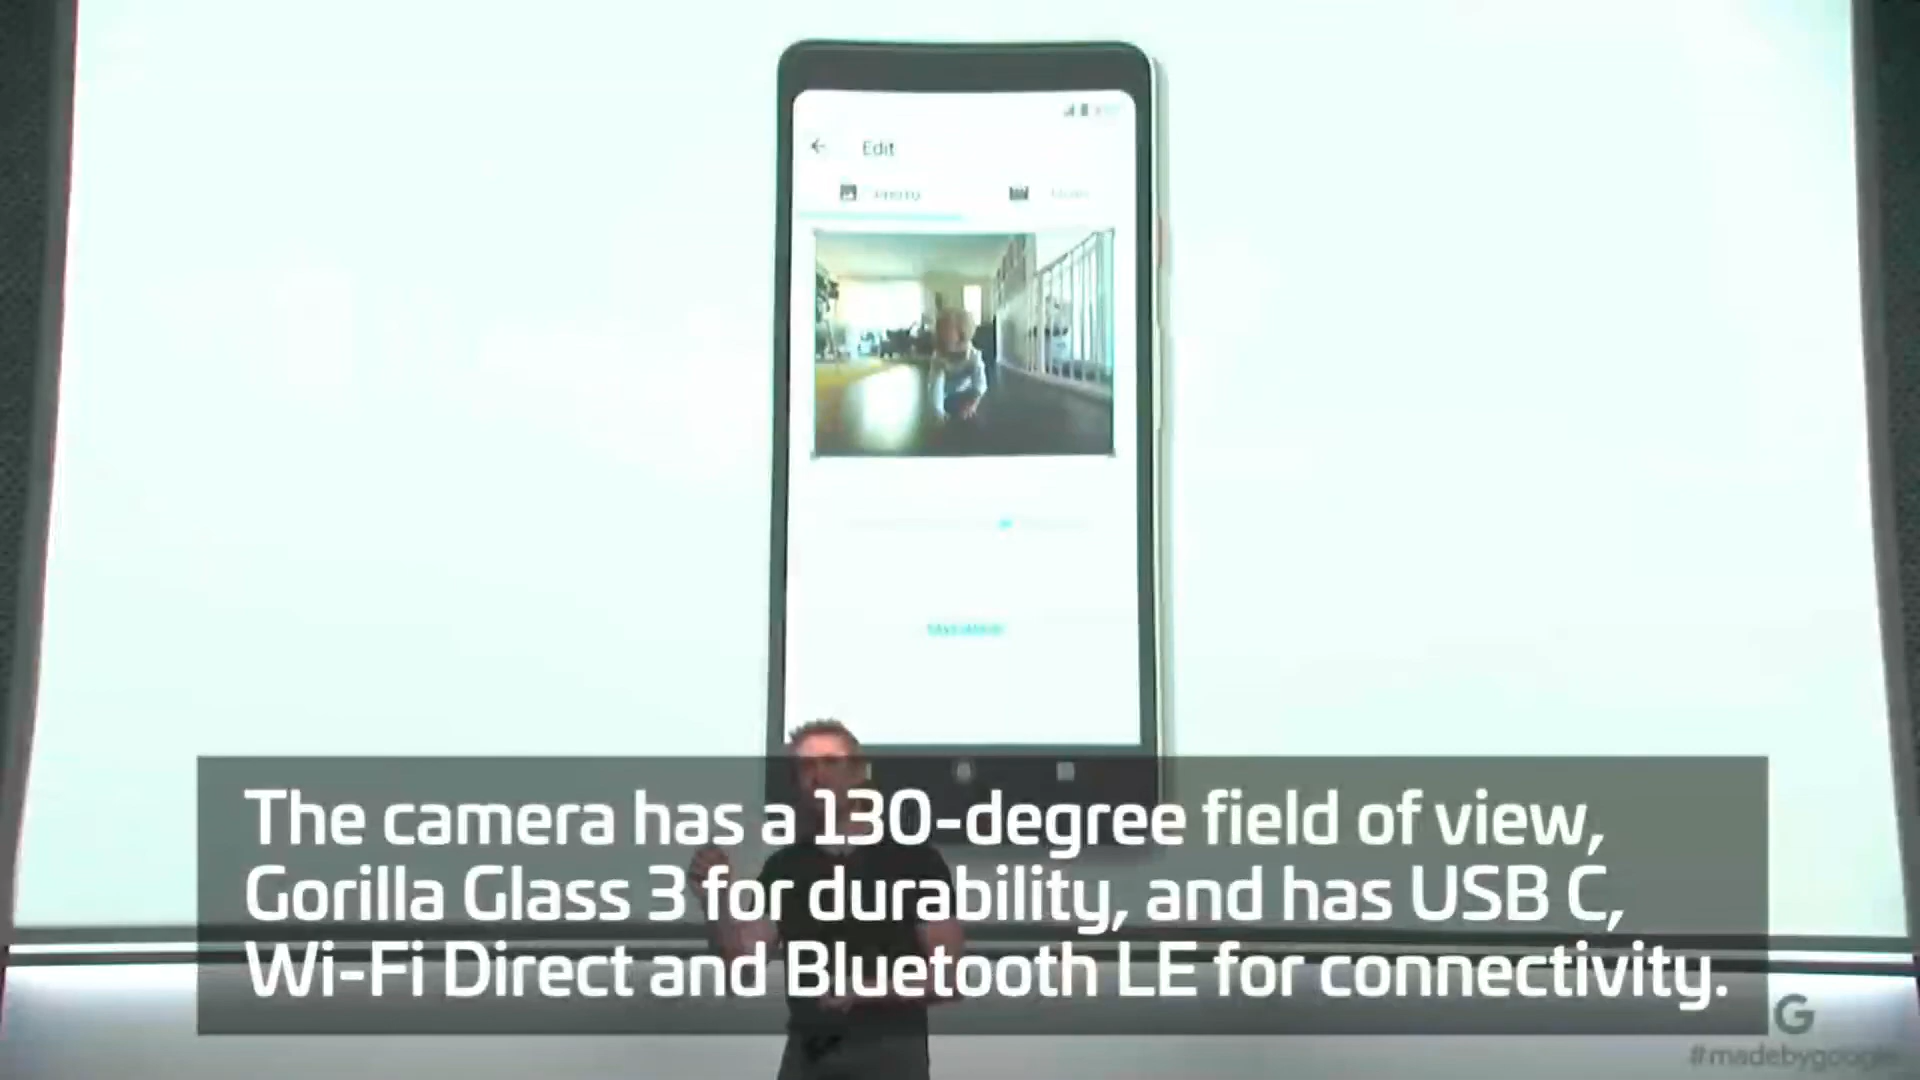 Edit
PHOTO
The camera has a 130-degree field of view,
Gorilla Glass 3 for durability, and has USB C,
Wi-Fi Direct and Bluetooth LE for connectivity.
G
#madebygoogle